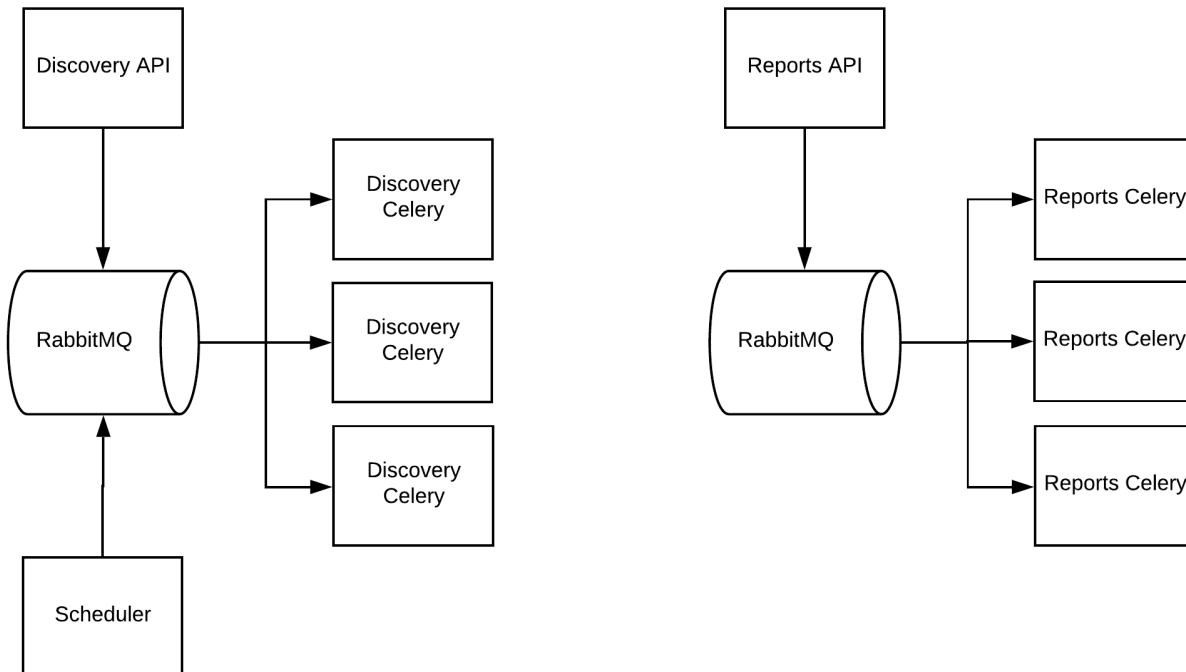 Discovery API
Reports API
Discovery
Celery
Reports Celery
RabbitMQ
Discovery
Celery
RabbitMQ
Reports Celery
Discovery
Celery
Reports Celery
Scheduler